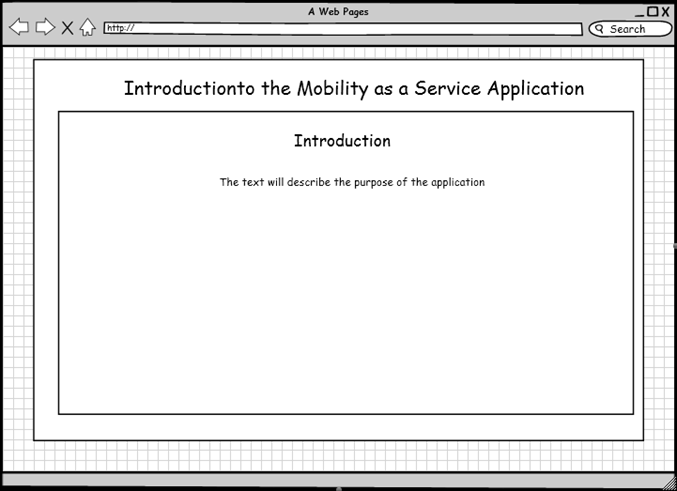 A Web Pages
http://
Search
Introductionto the Mobility as a Service Application
Introduction
The text will describe the purpose of the application